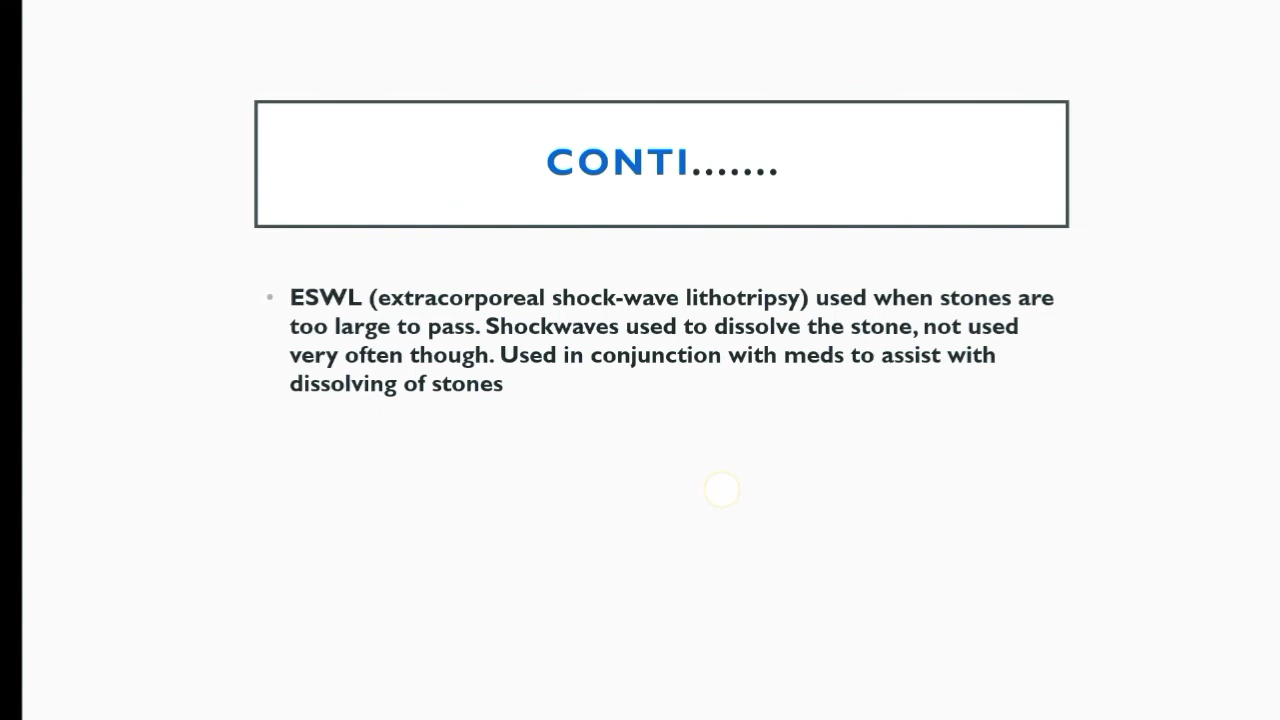 CONTI.......
• ESWL (extracorporeal shock-wave lithotripsy) used when stones are
too large to pass. Shockwaves used to dissolve the stone, not used
very often though. Used in conjunction with meds to assist with
dissolving of stones